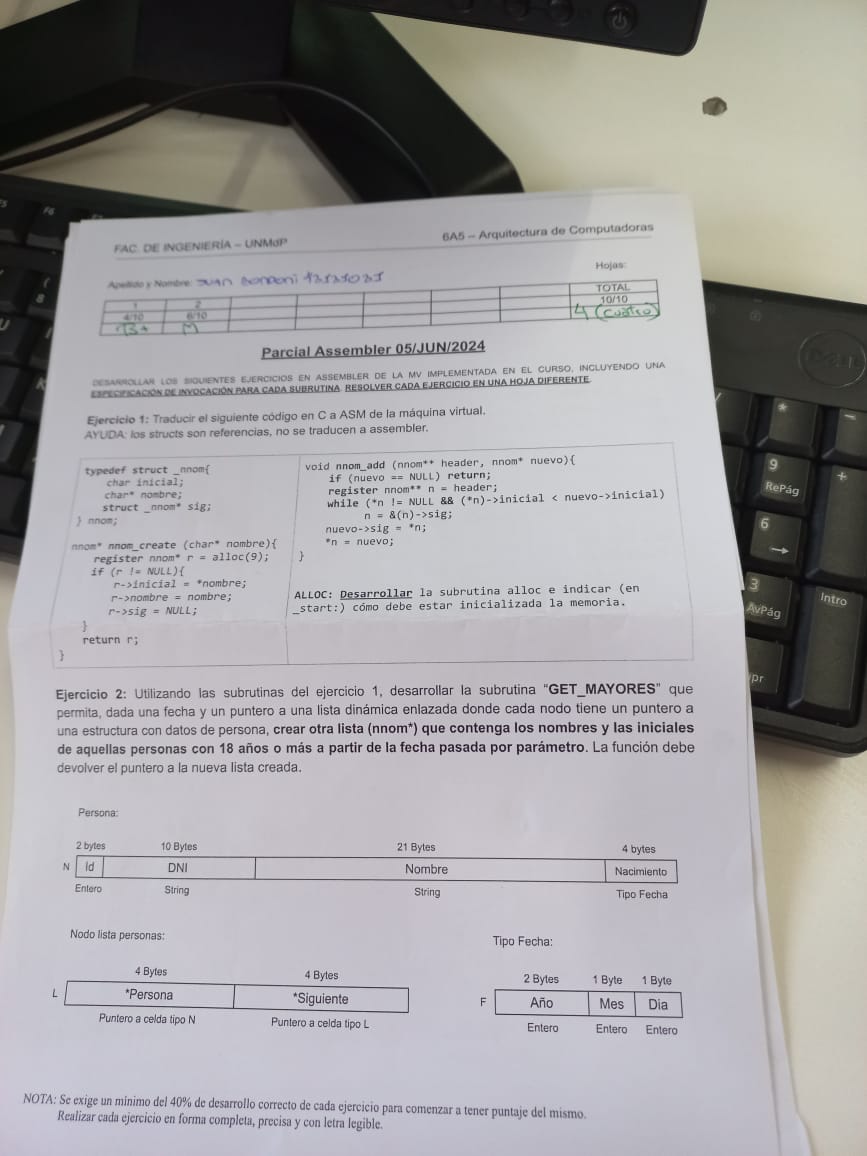 FAC. DE INGENIERÍA – UNMdP
6A5 – Arquitectura de Computadoras
Hojas:
Apellido y Nombre: JUAN
1 2 TOTAL
4/10 6/10 10/10
B+ M 4 (cuatro)
Parcial Assembler 05/JUN/2024
DESARROLLAR LOS SIGUIENTES EJERCICIOS EN ASSEMBLER DE LA MV IMPLEMENTADA EN EL CURSO, INCLUYENDO UNA
ESPECIFICACIÓN DE INVOCACIÓN PARA CADA SUBRUTINA. RESOLVER CADA EJERCICIO EN UNA HOJA DIFERENTE.
Ejercicio 1: Traducir el siguiente código en C a ASM de la máquina virtual.
AYUDA: los structs son referencias, no se traducen a assembler.
typedef struct _nnom{
char inicial;
char* nombre;
struct _nnom* sig;
} nnom;
nnom* nnom_create (char* nombre){
register nnom* r = alloc(9);
if (r != NULL){
r->inicial = *nombre;
r->nombre = nombre;
r->sig = NULL;
}
return r;
}
void nnom_add (nnom** header, nnom* nuevo){
if (nuevo == NULL) return;
register nnom** n = header;
while (*n != NULL && (*n)->inicial < nuevo->inicial)
n = &(n)->sig;
nuevo->sig = *n;
*n = nuevo;
}
ALLOC: Desarrollar la subrutina alloc e indicar (en
_start:) cómo debe estar inicializada la memoria.
Ejercicio 2: Utilizando las subrutinas del ejercicio 1, desarrollar la subrutina "GET_MAYORES" que
permita, dada una fecha y un puntero a una lista dinámica enlazada donde cada nodo tiene un puntero a
una estructura con datos de persona, crear otra lista (nnom*) que contenga los nombres y las iniciales
de aquellas personas con 18 años o más a partir de la fecha pasada por parámetro. La función debe
devolver el puntero a la nueva lista creada.
Persona:
2 bytes 10 Bytes 21 Bytes 4 bytes
N Id DNI Nombre Nacimiento
Entero String String Tipo Fecha
Nodo lista personas:
4 Bytes 4 Bytes
L *Persona *Siguiente
Puntero a celda tipo N Puntero a celda tipo L
Tipo Fecha:
2 Bytes 1 Byte 1 Byte
F Año Mes Dia
Entero Entero Entero
NOTA: Se exige un mínimo del 40% de desarrollo correcto de cada ejercicio para comenzar a tener puntaje del mismo.
Realizar cada ejercicio en forma completa, precisa y con letra legible.
F6
8
U
K
DELL
*
9
RePág
6
3
AvPág
Intro
+